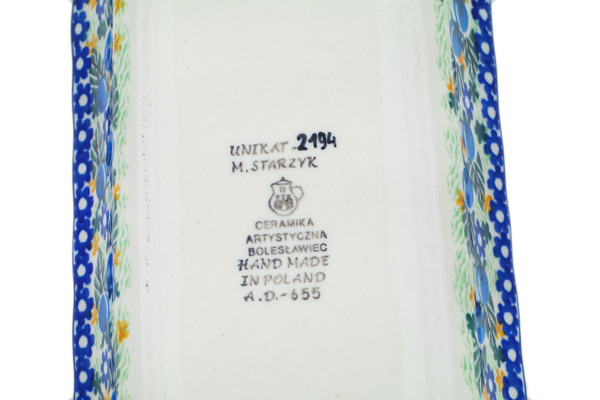 UNIKAT-2194
M. STARZYK
CERAMIKA
ARTYSTYCZNA
BOLESŁAWIEC
HAND MADE
IN POLAND
A.D.-655